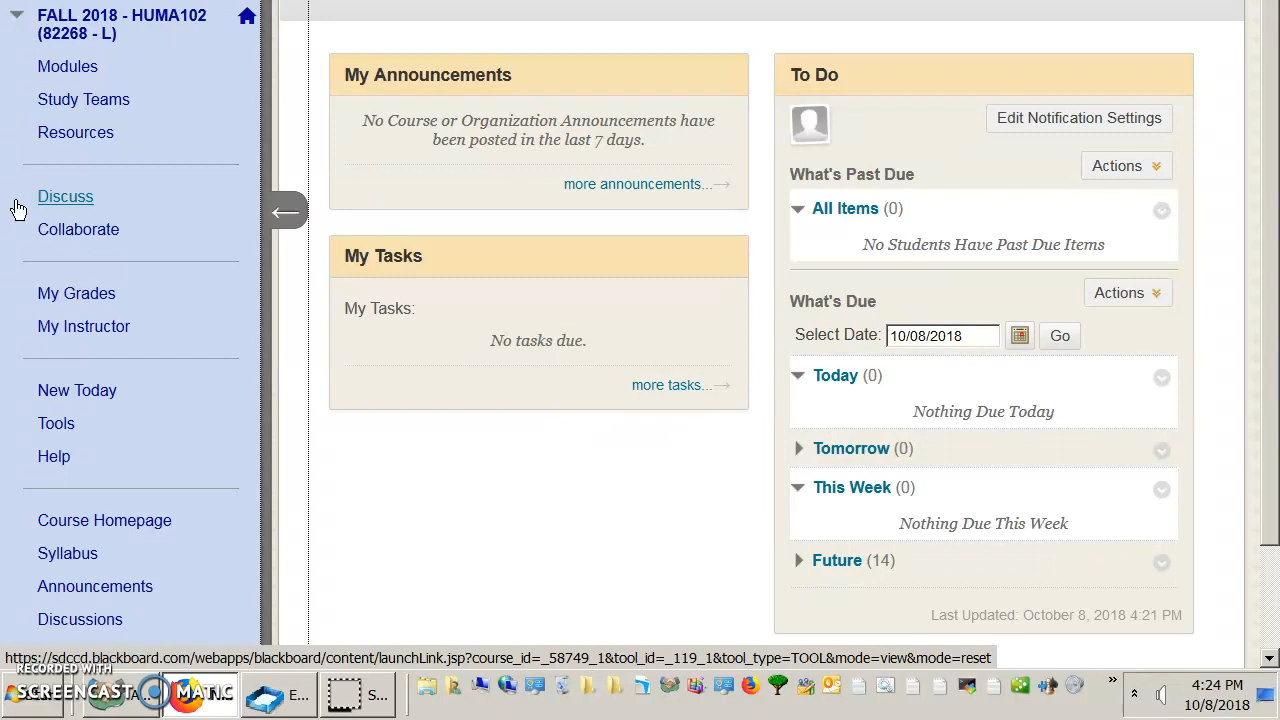 FALL 2018 - HUMA102
(82268 - L)
Modules
Study Teams
Resources
Discuss
Collaborate
My Grades
My Instructor
New Today
Tools
Help
Course Homepage
Syllabus
Announcements
Discussions
My Announcements
No Course or Organization Announcements have
been posted in the last 7 days.
more announcements...→
My Tasks
My Tasks:
No tasks due.
more tasks...→
To Do
Edit Notification Settings
Actions
What's Past Due
All Items (0)
No Students Have Past Due Items
Actions
What's Due
Select Date: 10/08/2018 Go
Today (0)
Nothing Due Today
Tomorrow (0)
This Week (0)
Nothing Due This Week
Future (14)
Last Updated: October 8, 2018 4:21 PM
https://sdccd.blackboard.com/webapps/blackboard/content/launchLink.jsp?course_id=_58749_1&tool_id=_119_1&tool_type=TOOL&mode=view&mode=reset
RECORDED WITH
SCREENCAST MATIC
E...
S...
4:24 PM
10/8/2018